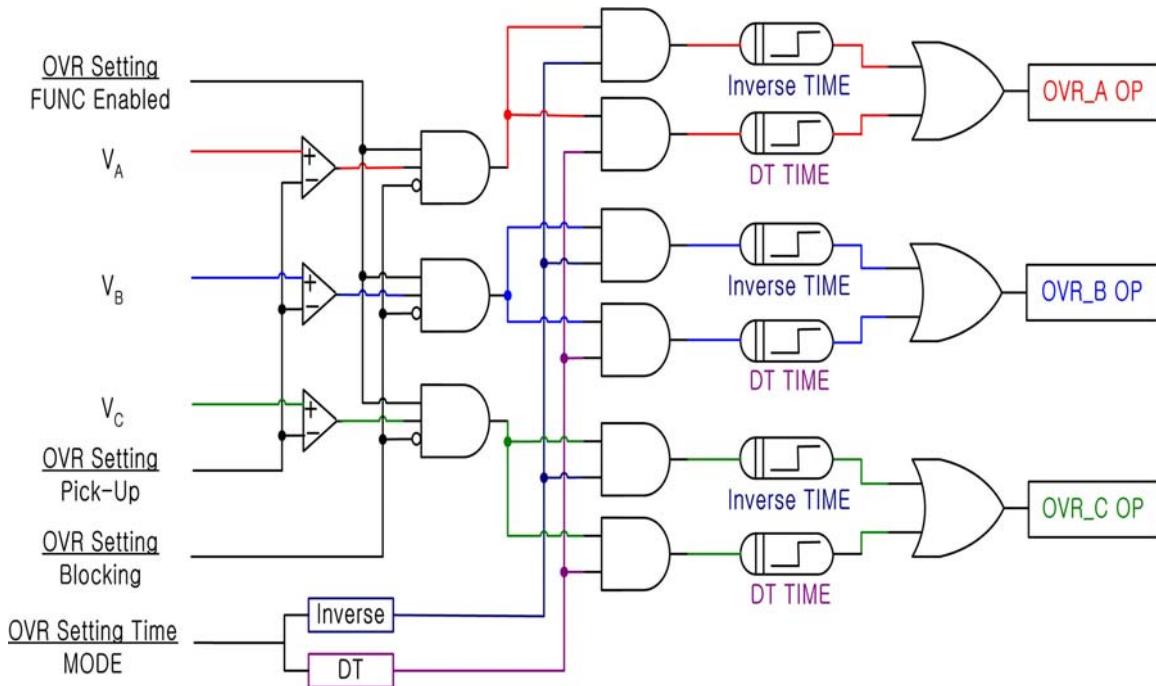 OVR Setting
FUNC Enabled
V_A
V_B
V_C
OVR Setting
Pick-Up
OVR Setting
Blocking
OVR Setting Time
MODE
Inverse
DT
+
−
+
−
+
−
Inverse TIME
DT TIME
Inverse TIME
DT TIME
Inverse TIME
DT TIME
OVR_A OP
OVR_B OP
OVR_C OP